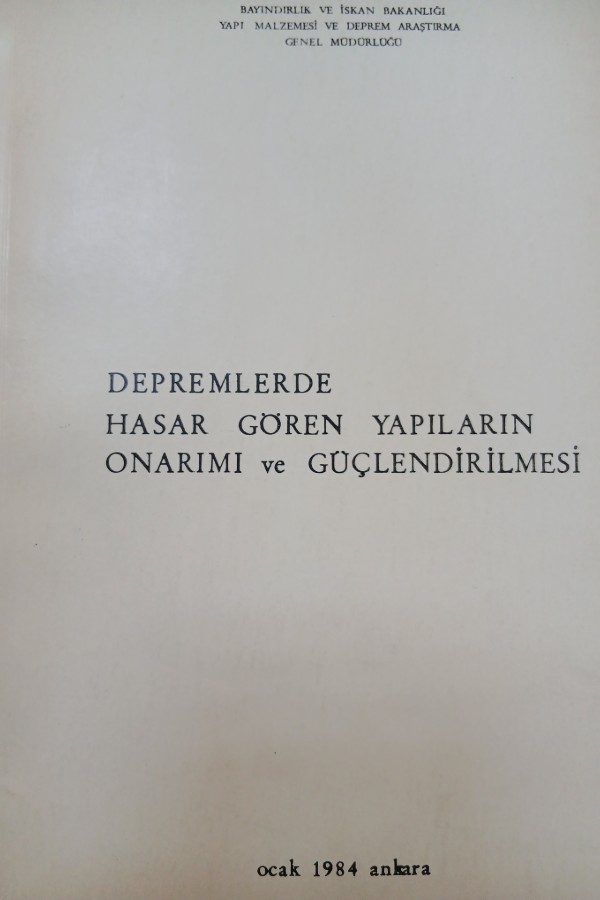 BAYINDIRLIK VE İSKAN BAKANLIĞI
YAPI MALZEMESİ VE DEPREM ARAŞTIRMA
GENEL MÜDÜRLÜĞÜ
DEPREMLERDE
HASAR GÖREN YAPILARIN
ONARIMI ve GÜÇLENDİRİLMESİ
ocak 1984 ankara